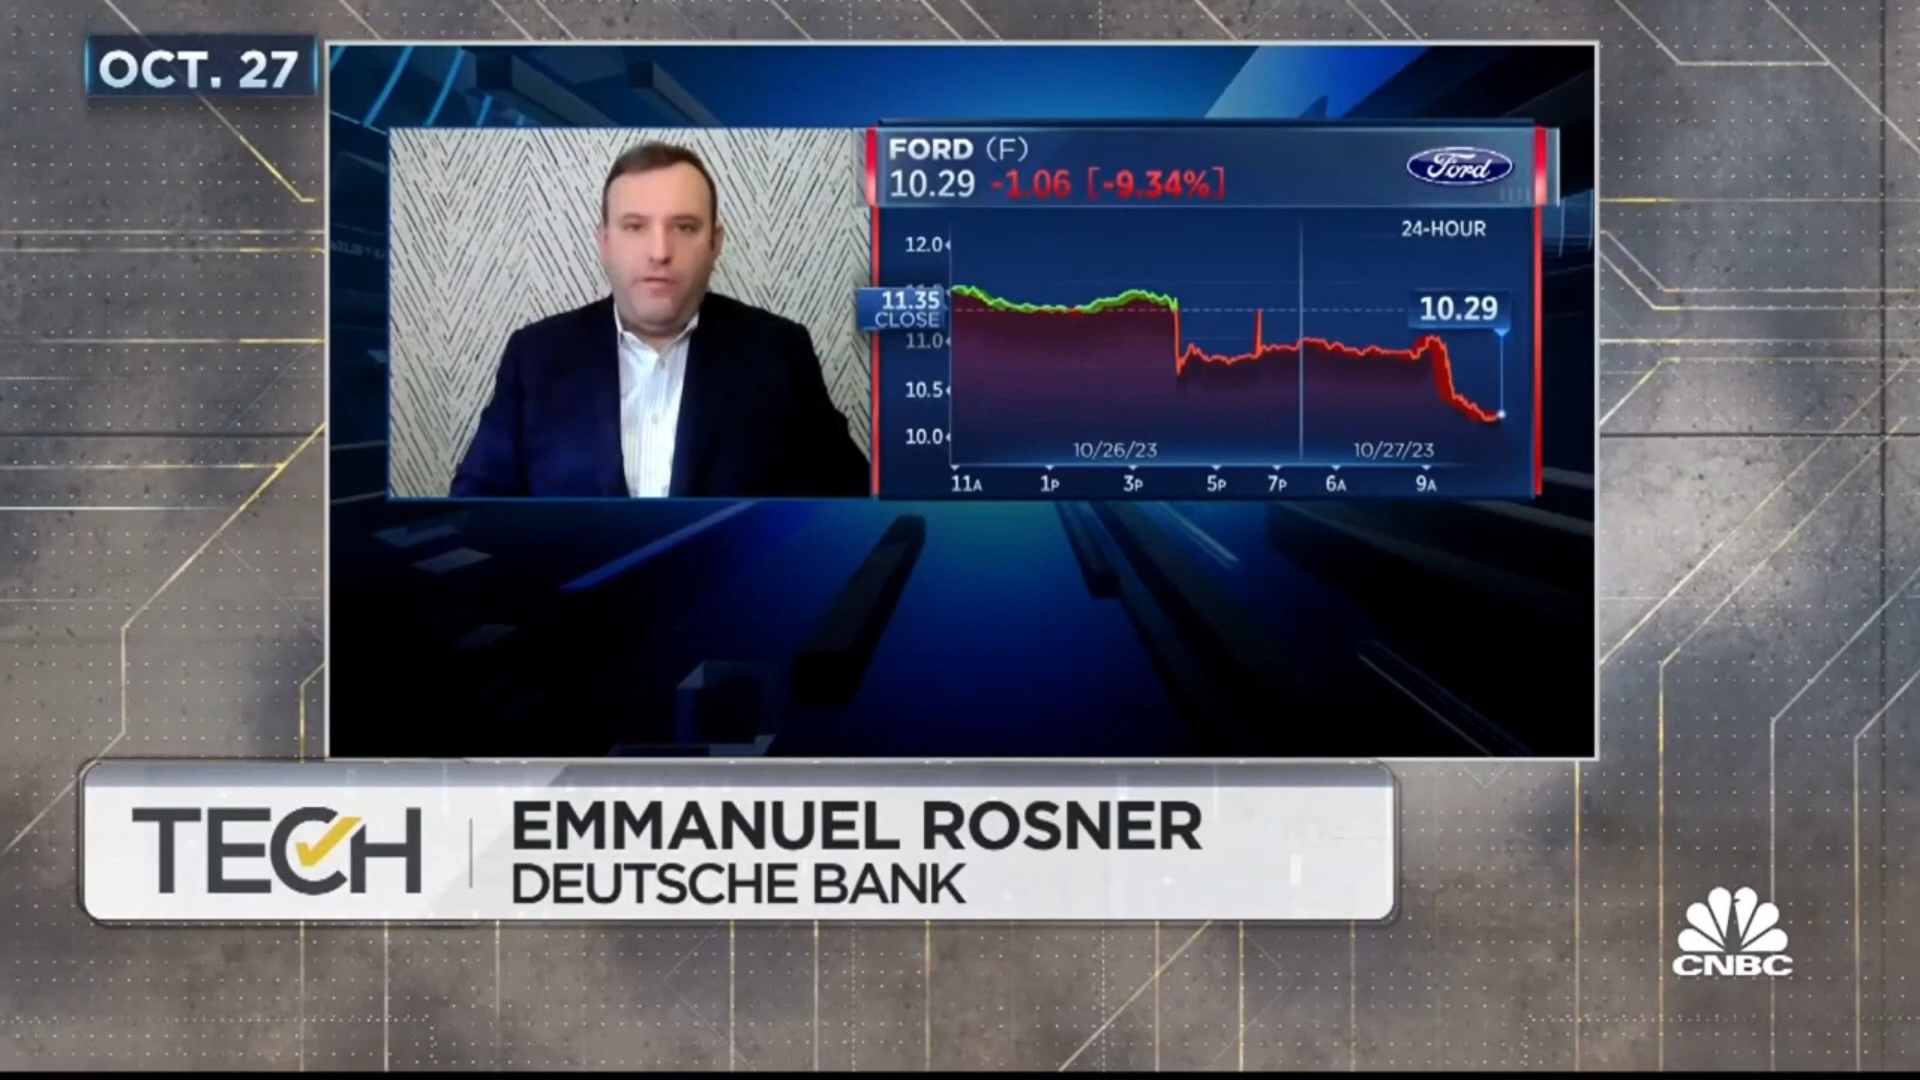 OCT. 27
FORD (F)
10.29 -1.06 [-9.34%]
Ford
24-HOUR
12.0
11.35
CLOSE
10.29
11.0
10.5
10.0
10/26/23 10/27/23
11A 1P 3P 5P 7P 6A 9A
TECH
EMMANUEL ROSNER
DEUTSCHE BANK
CNBC